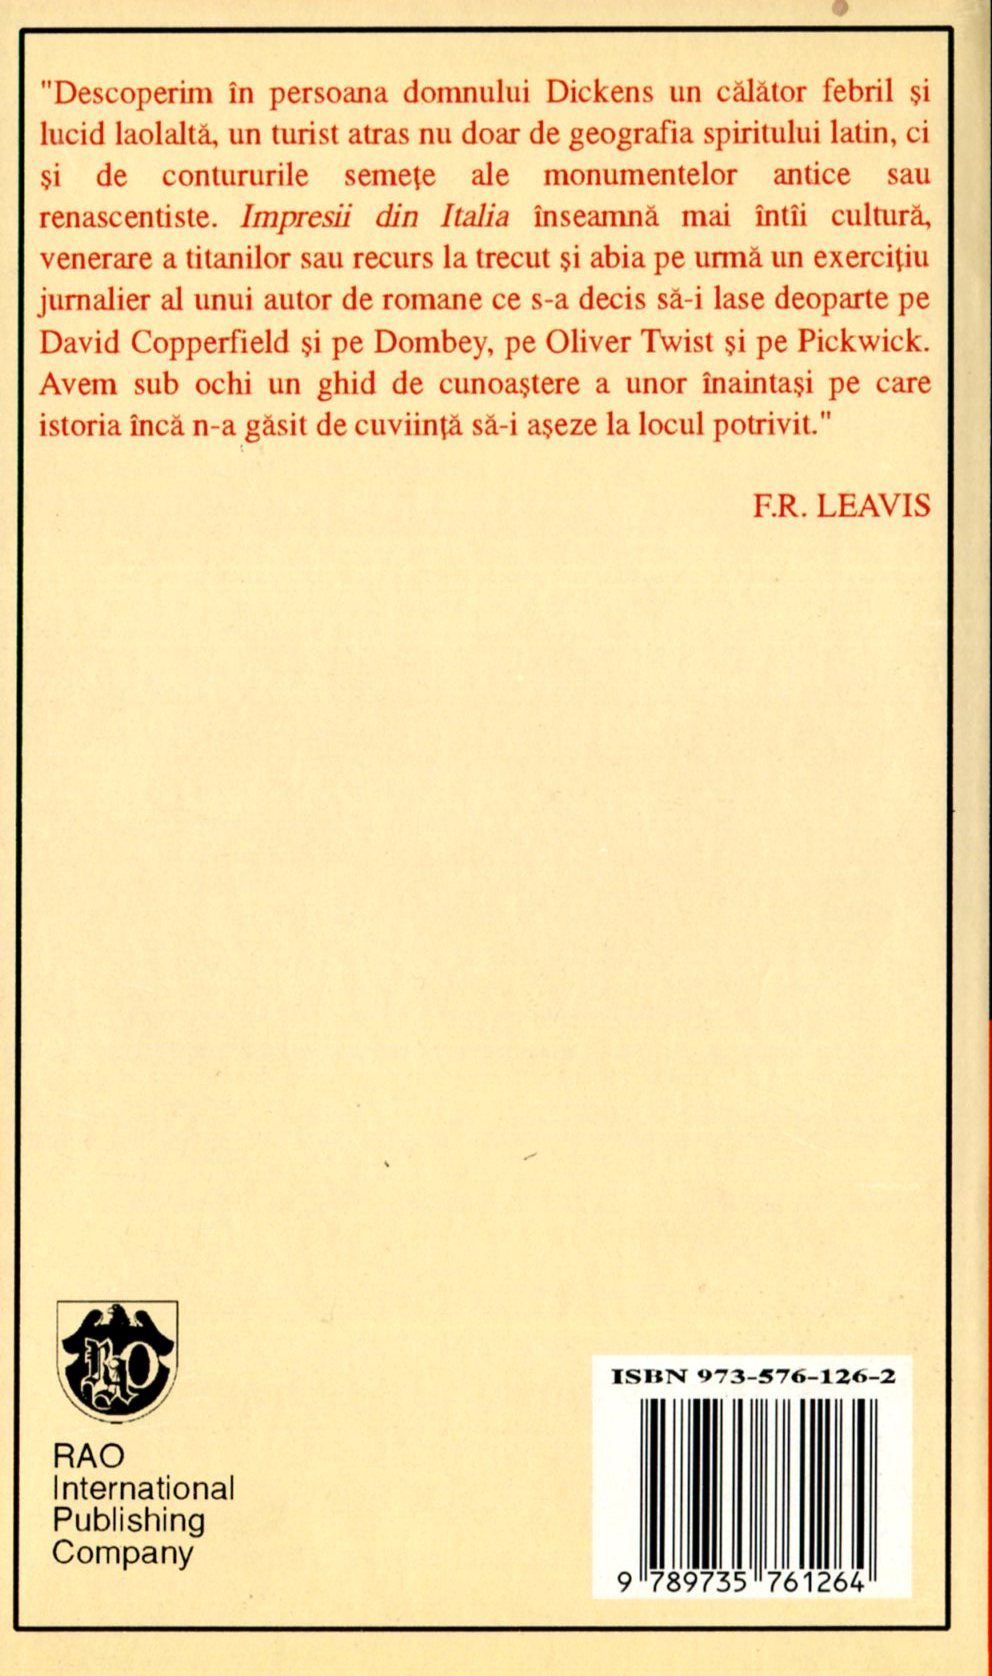 "Descoperim în persoana domnului Dickens un călător febril şi
lucid laolaltă, un turist atras nu doar de geografia spiritului latin, ci
şi de contururile semeţe ale monumentelor antice sau
renascentiste. Impresii din Italia înseamnă mai întîi cultură,
venerare a titanilor sau recurs la trecut şi abia pe urmă un exerciţiu
jurnalier al unui autor de romane ce s-a decis să-i lase deoparte pe
David Copperfield şi pe Dombey, pe Oliver Twist şi pe Pickwick.
Avem sub ochi un ghid de cunoaştere a unor înaintaşi pe care
istoria încă n-a găsit de cuviinţă să-i aşeze la locul potrivit."
F.R. LEAVIS
RAO
RAO
International
Publishing
Company
ISBN 973-576-126-2
9 789735 761264